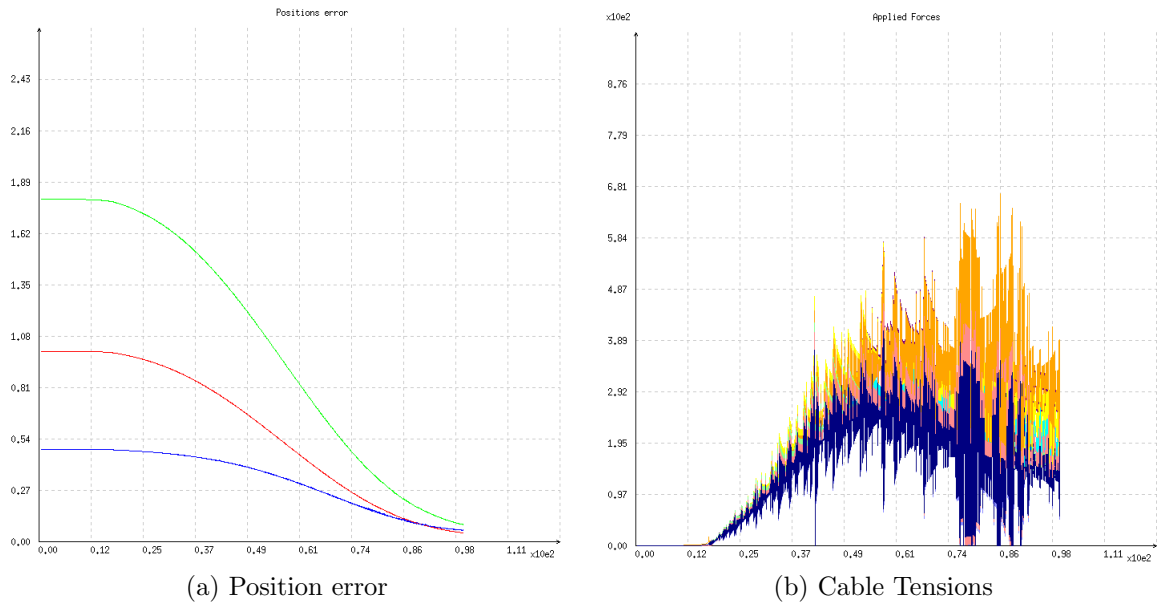 Positions error
2.43
2.16
1.89
1.62
1.35
1.08
0.81
0.54
0.27
0.00
0.00 0.12 0.25 0.37 0.49 0.61 0.74 0.86 0.98 1.11 x10e2
(a) Position error
x10e2
Applied Forces
8.76
7.79
6.81
5.84
4.87
3.89
2.92
1.95
0.97
0.00
0.00 0.12 0.25 0.37 0.49 0.61 0.74 0.86 0.98 1.11 x10e2
(b) Cable Tensions